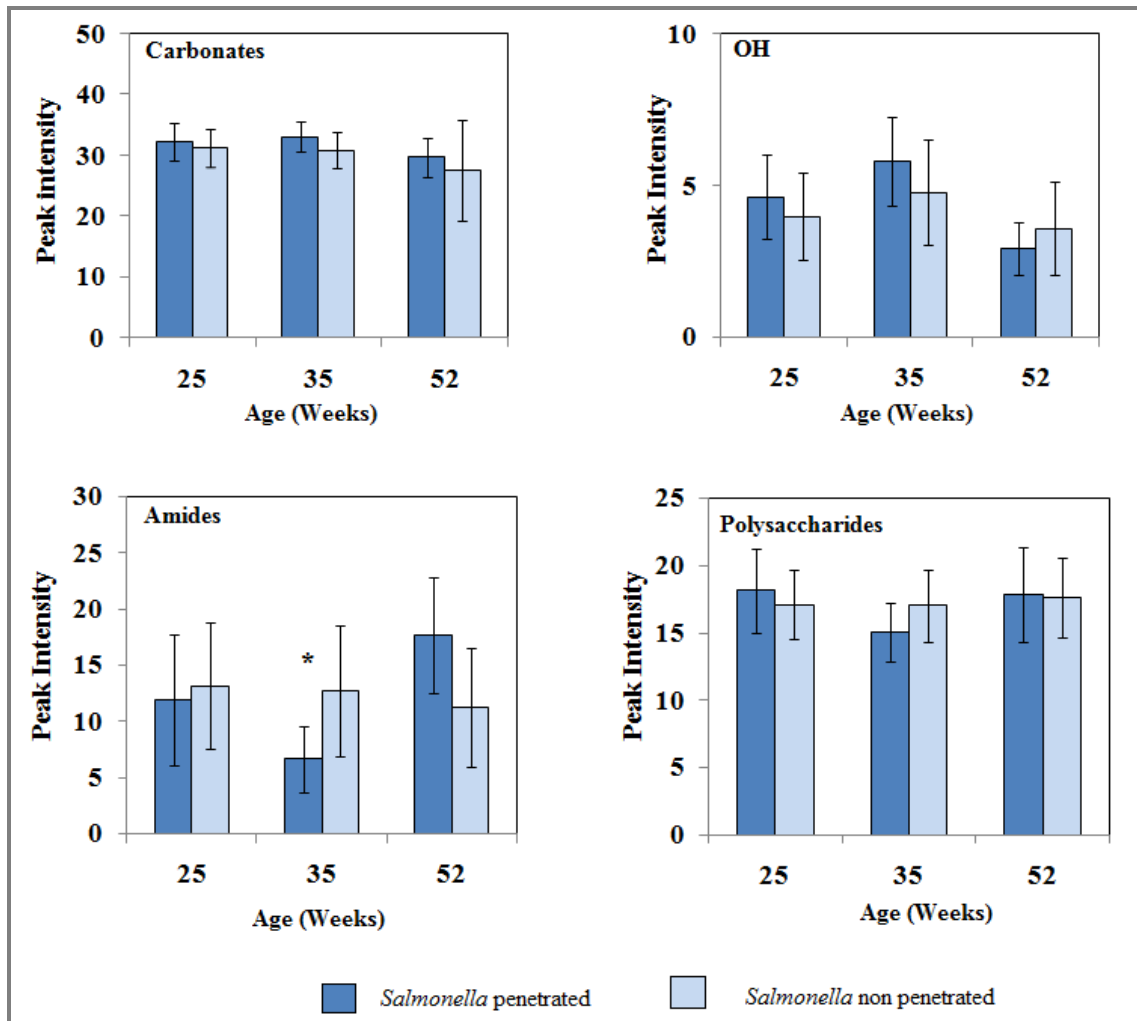 Carbonates
50
40
30
20
10
0
Peak intensity
25 35 52
Age (Weeks)
OH
10
5
0
Peak Intensity
25 35 52
Age (Weeks)
Amides
30
25
20
15
10
5
0
Peak Intensity
*
25 35 52
Age (Weeks)
Polysaccharides
25
20
15
10
5
0
Peak Intensity
25 35 52
Age (Weeks)
Salmonella penetrated
Salmonella non penetrated